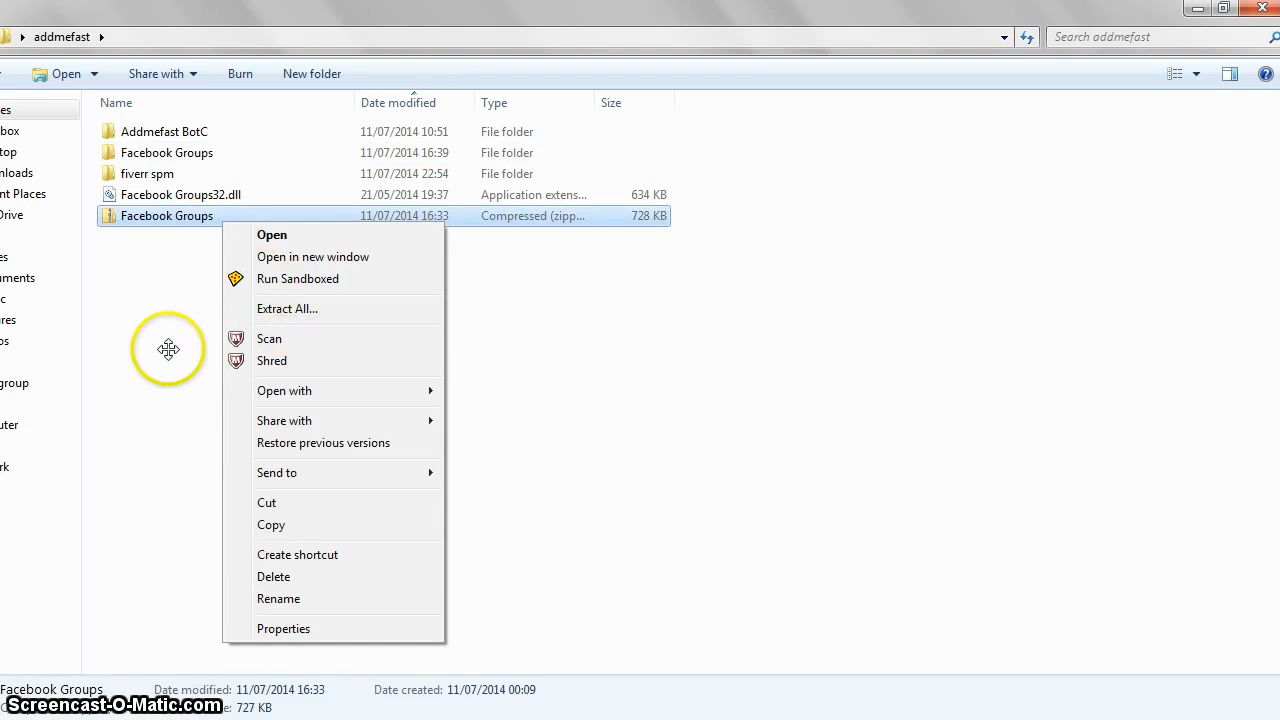 addmefast
Search addmefast
Open
Share with
Burn
New folder
es
Name
Date modified
Type
Size
box
Addmefast BotC
11/07/2014 10:51
File folder
top
Facebook Groups
11/07/2014 16:39
File folder
nloads
fiverr spm
11/07/2014 22:54
File folder
nt Places
Facebook Groups32.dll
21/05/2014 19:37
Application extens...
634 KB
Drive
Facebook Groups
11/07/2014 16:33
Compressed (zipp...
728 KB
es
uments
c
res
os
group
uter
rk
Open
Open in new window
Run Sandboxed
Extract All...
Scan
Shred
Open with
Share with
Restore previous versions
Send to
Cut
Copy
Create shortcut
Delete
Rename
Properties
Facebook Groups
Date modified: 11/07/2014 16:33
Date created: 11/07/2014 00:09
Screencast-O-Matic.com
e: 727 KB